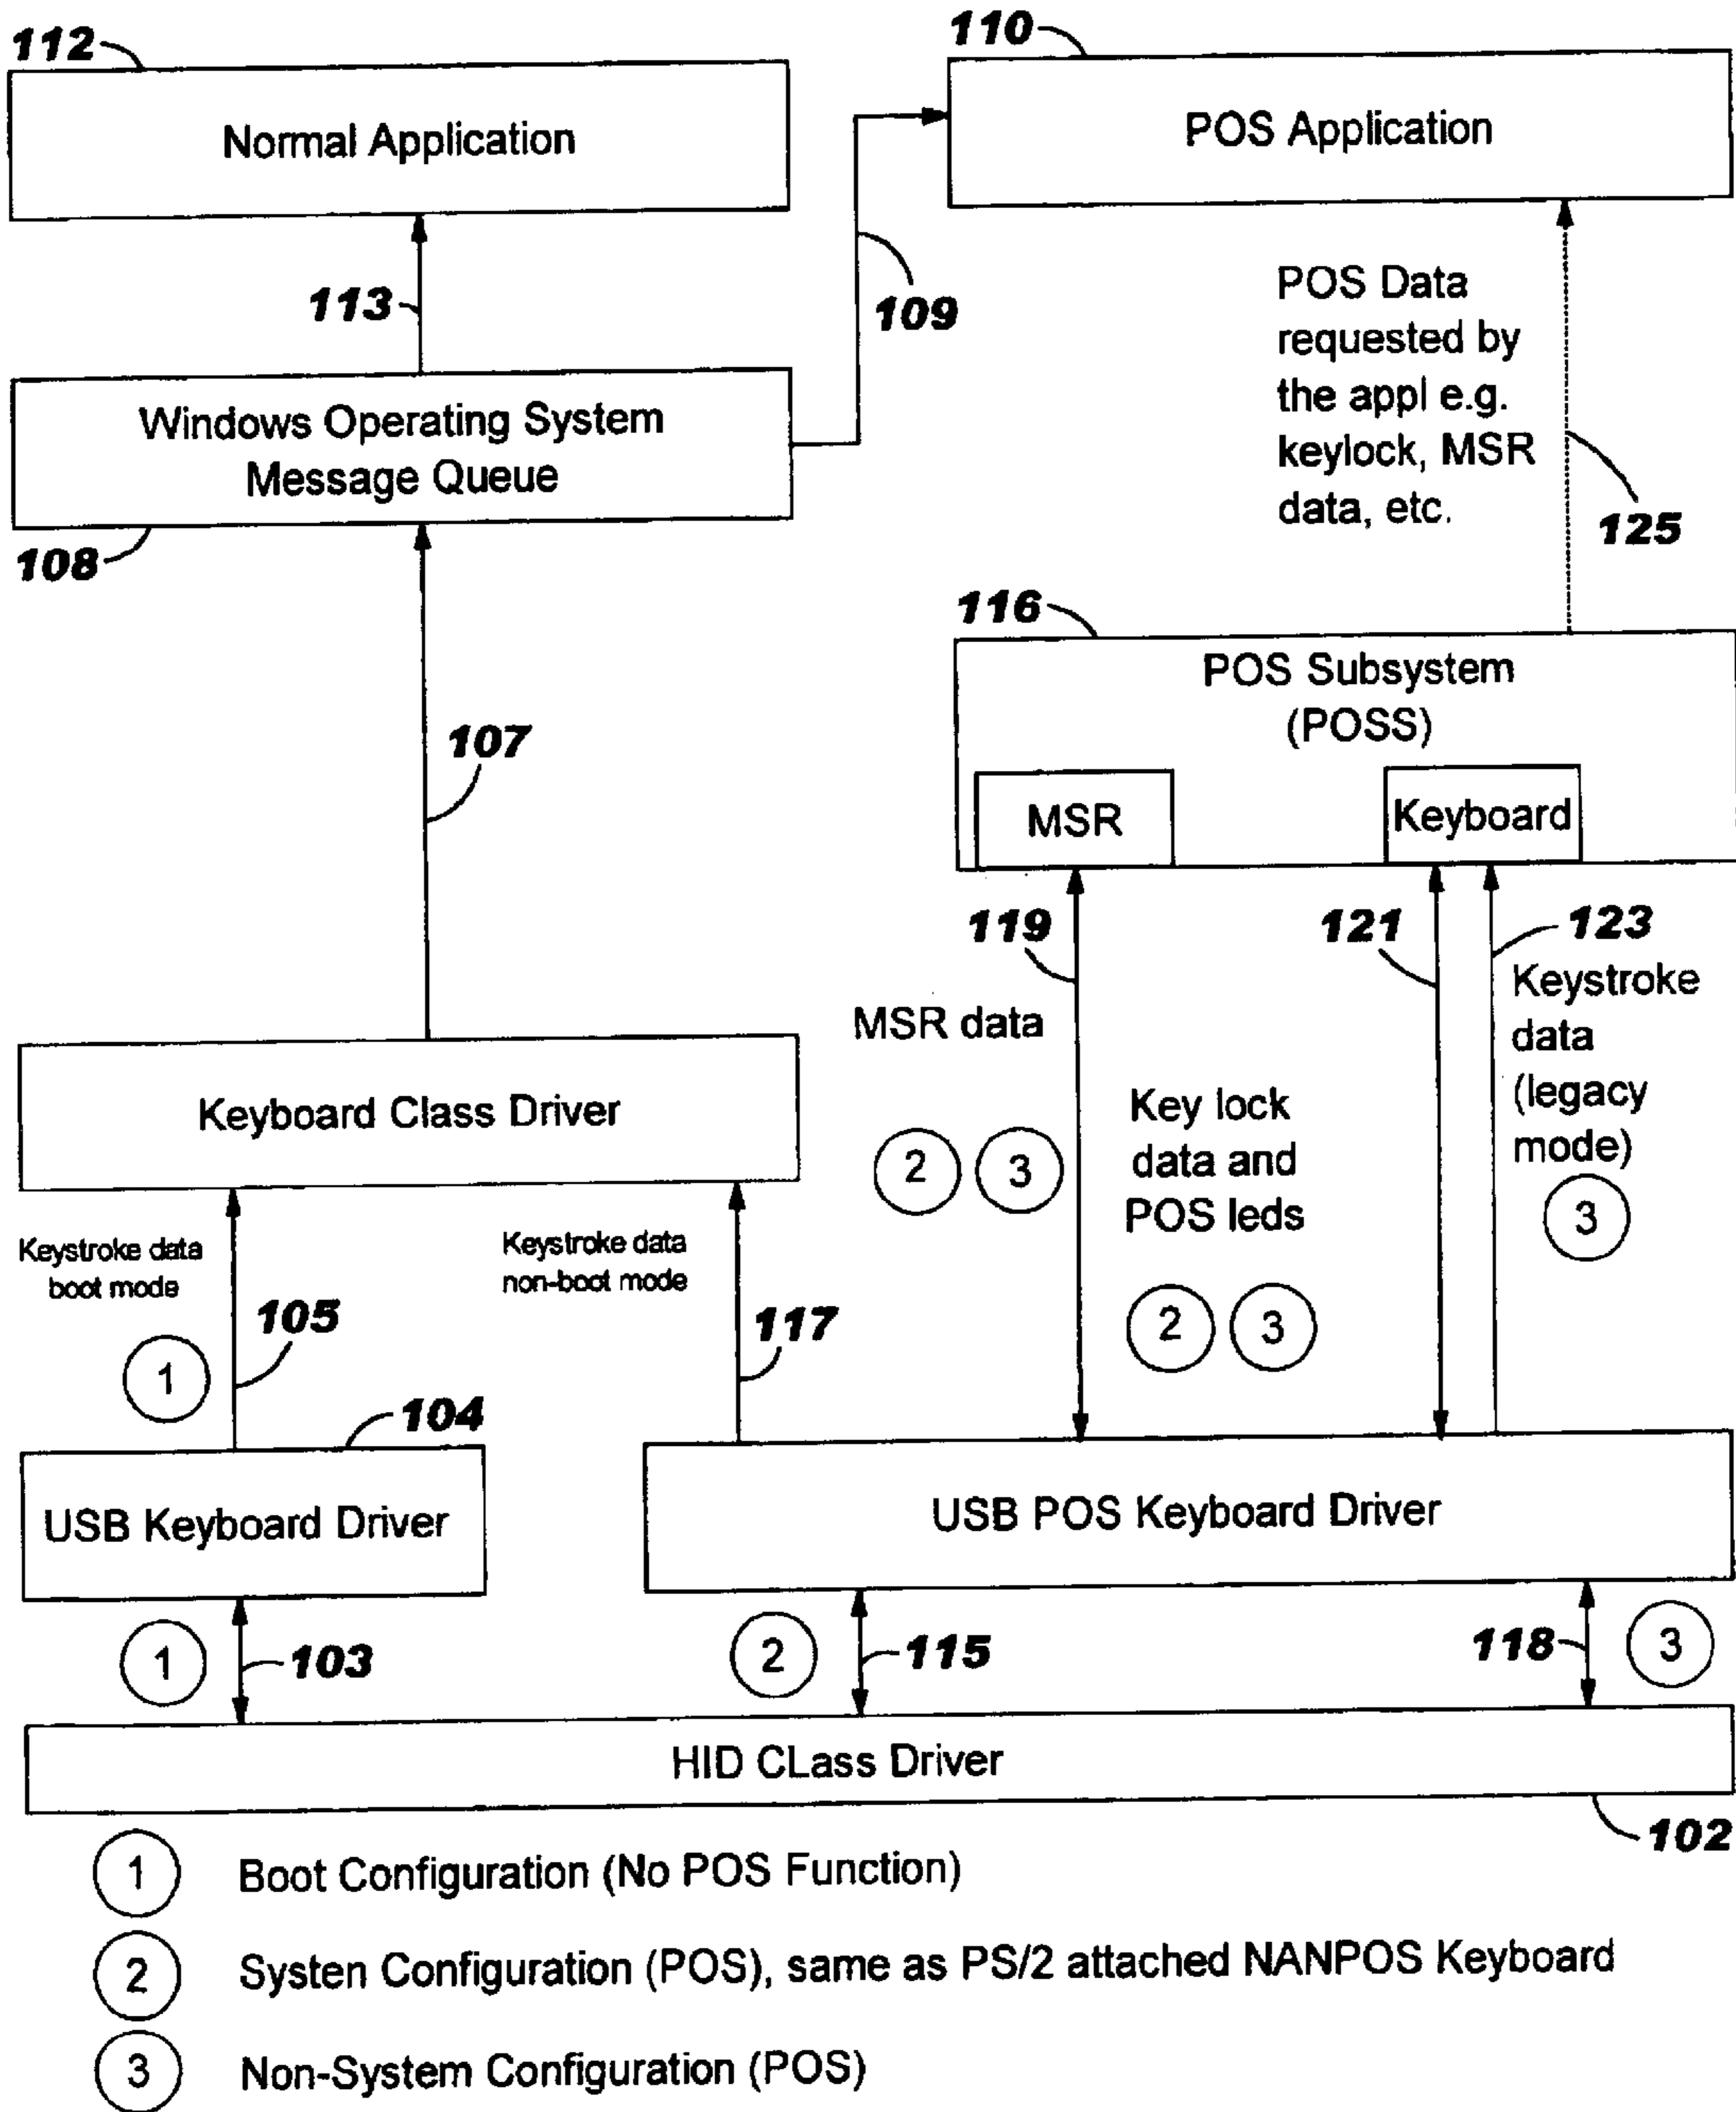 112
Normal Application
110
POS Application
113
109
POS Data
requested by
the appl e.g.
keylock, MSR
data, etc.
125
Windows Operating System
Message Queue
108
107
116
POS Subsystem
(POSS)
MSR
Keyboard
119
121
123
MSR data
2
3
Key lock
data and
POS leds
2
3
Keystroke
data
(legacy
mode)
3
Keyboard Class Driver
Keystroke data
boot mode
1
105
Keystroke data
non-boot mode
117
104
USB Keyboard Driver
USB POS Keyboard Driver
1
103
2
115
118
3
HID CLass Driver
102
1 Boot Configuration (No POS Function)
2 Systen Configuration (POS), same as PS/2 attached NANPOS Keyboard
3 Non-System Configuration (POS)